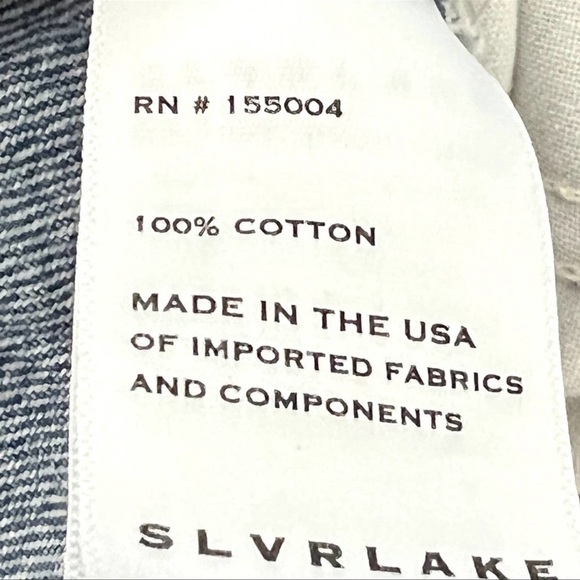 RN # 155004
100% COTTON
MADE IN THE USA
OF IMPORTED FABRICS
AND COMPONENTS
SLVRLAKE